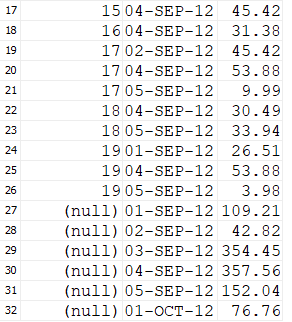 17 15 04-SEP-12 45.42
18 16 04-SEP-12 31.38
19 17 02-SEP-12 45.42
20 17 04-SEP-12 53.88
21 17 05-SEP-12 9.99
22 18 04-SEP-12 30.49
23 18 05-SEP-12 33.94
24 19 01-SEP-12 26.51
25 19 04-SEP-12 53.88
26 19 05-SEP-12 3.98
27 (null) 01-SEP-12 109.21
28 (null) 02-SEP-12 42.82
29 (null) 03-SEP-12 354.45
30 (null) 04-SEP-12 357.56
31 (null) 05-SEP-12 152.04
32 (null) 01-OCT-12 76.76